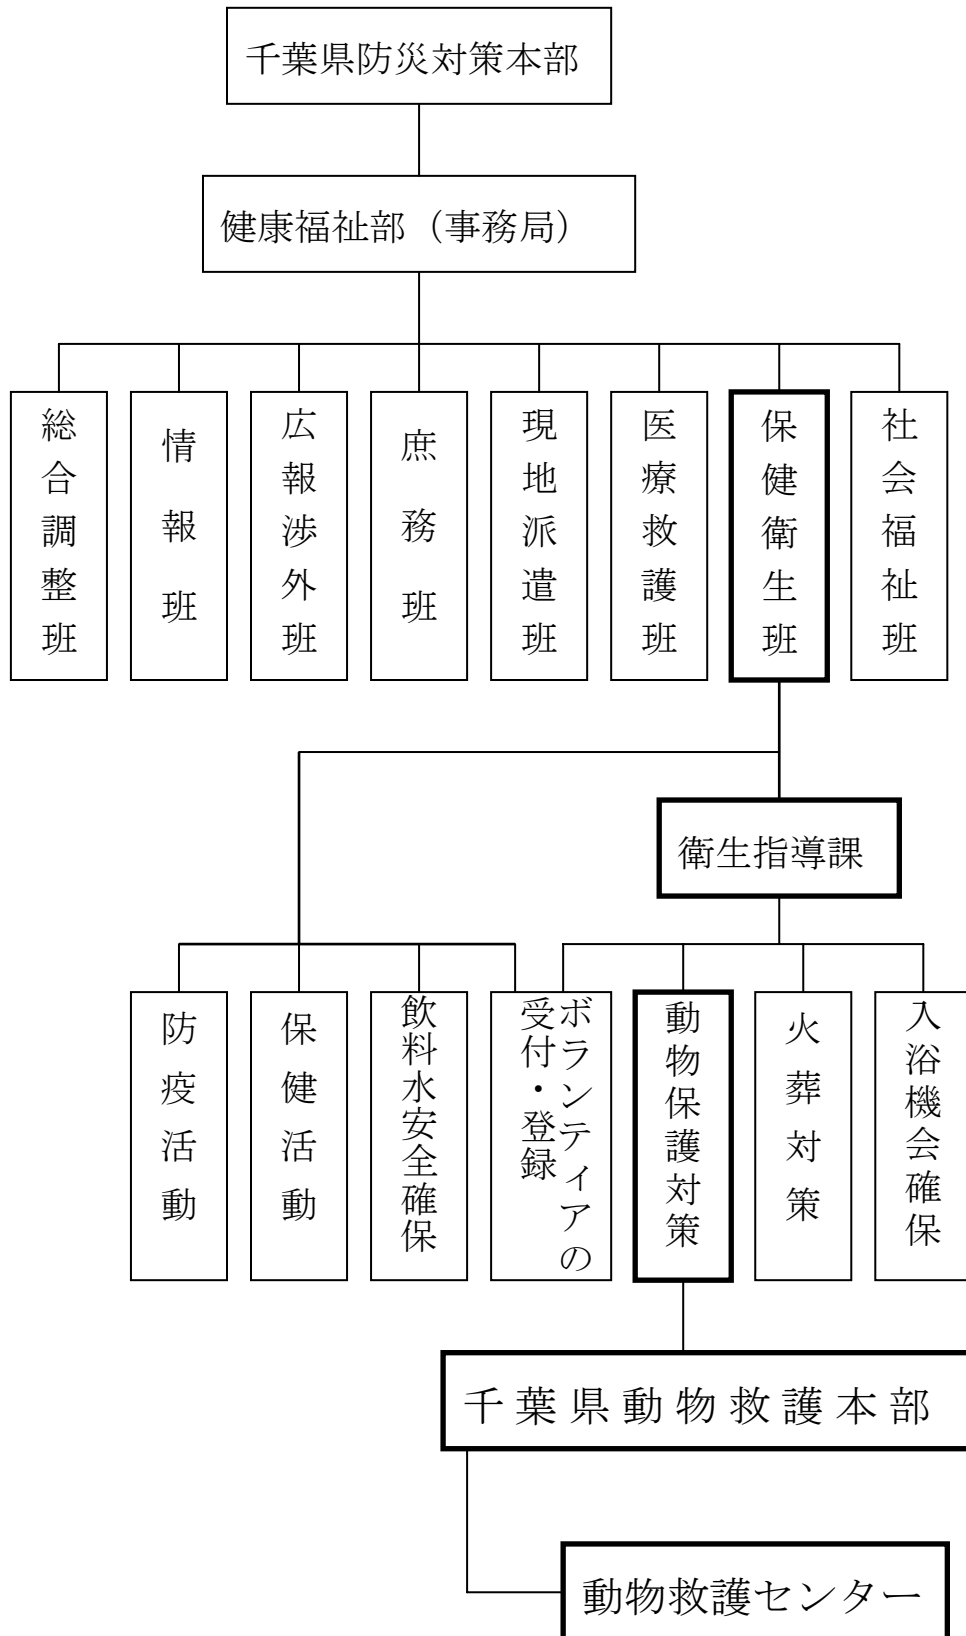 千葉県防災対策本部
健康福祉部（事務局）
総合調整班
情報班
広報渉外班
庶務班
現地派遣班
医療救護班
保健衛生班
社会福祉班
衛生指導課
防疫活動
保健活動
飲料水安全確保
ボランティアの
受付・登録
動物保護対策
火葬対策
入浴機会確保
千葉県動物救護本部
動物救護センター